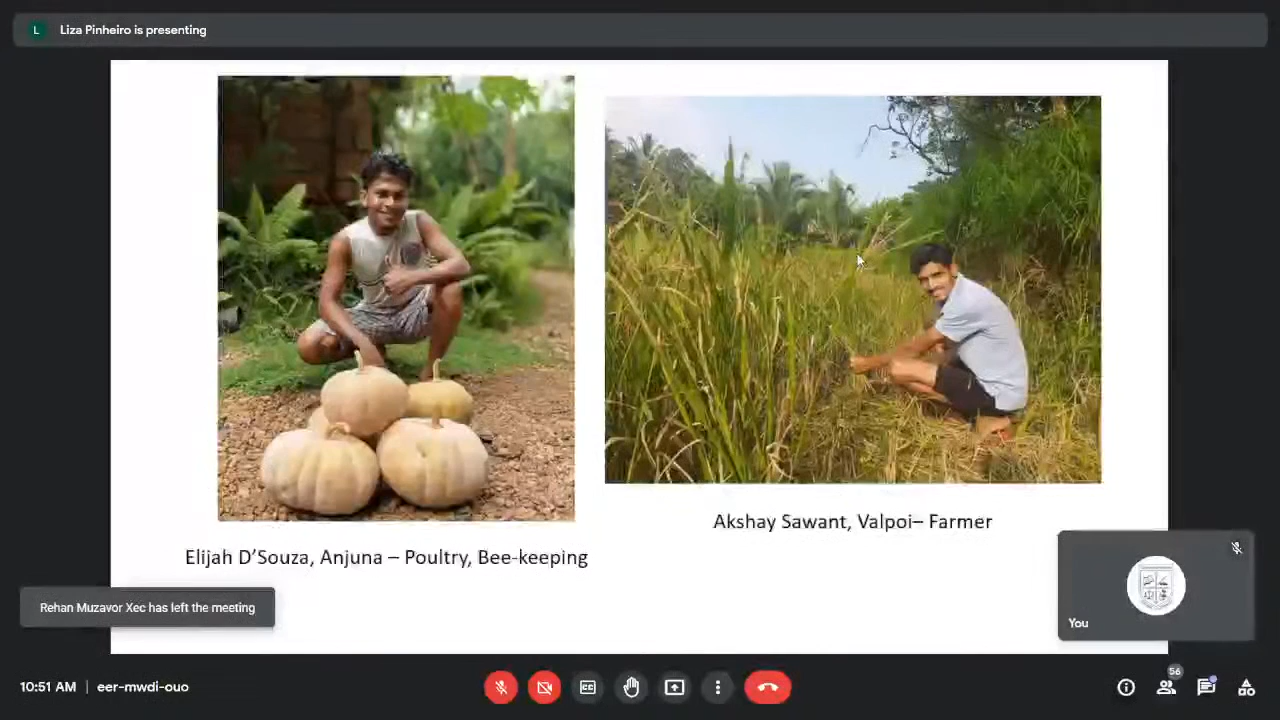 L Liza Pinheiro is presenting
Akshay Sawant, Valpoi– Farmer
Elijah D’Souza, Anjuna – Poultry, Bee-keeping
Rehan Muzavor Xec has left the meeting
You
10:51 AM | eer-mwdi-ouo
CC
56